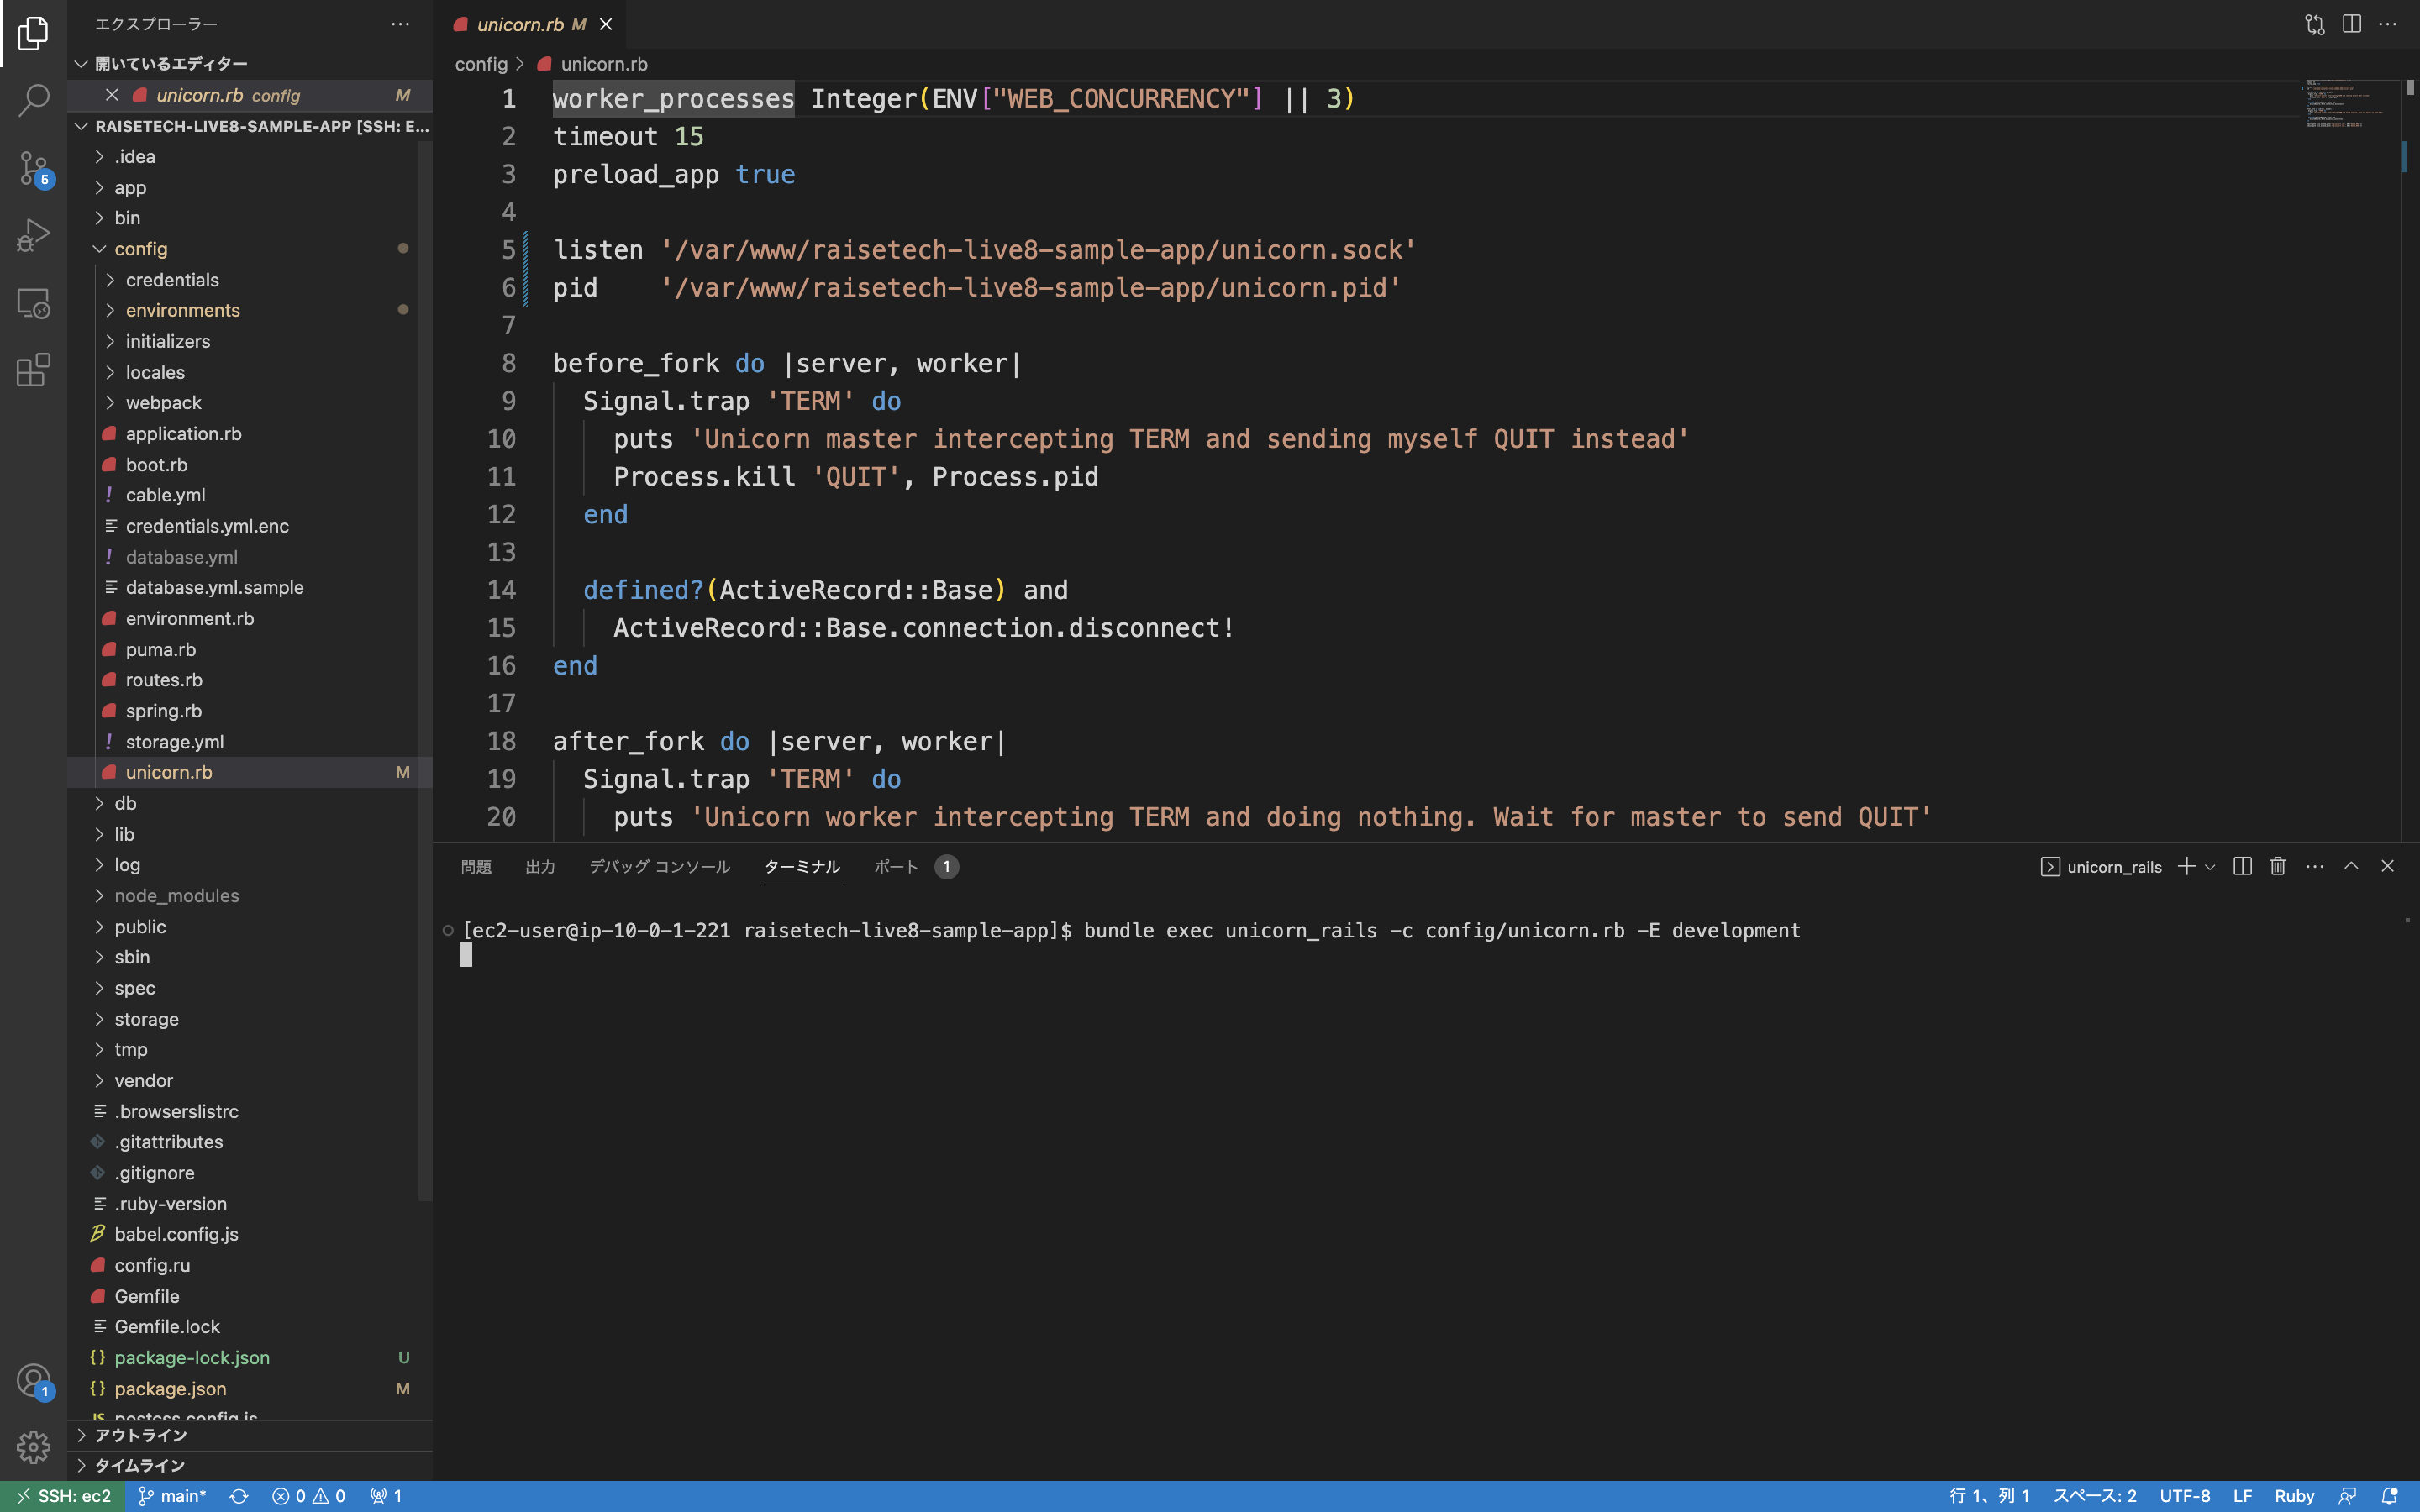 エクスプローラー
開いているエディター
unicorn.rb config M
RAISETECH-LIVE8-SAMPLE-APP [SSH: E...
.idea
app
bin
config
credentials
environments
initializers
locales
webpack
application.rb
boot.rb
cable.yml
credentials.yml.enc
database.yml
database.yml.sample
environment.rb
puma.rb
routes.rb
spring.rb
storage.yml
unicorn.rb M
db
lib
log
node_modules
public
sbin
spec
storage
tmp
vendor
.browserslistrc
.gitattributes
.gitignore
.ruby-version
babel.config.js
config.ru
Gemfile
Gemfile.lock
package-lock.json U
package.json M
postcss.config.js
アウトライン
タイムライン
5
1
unicorn.rb M
config > unicorn.rb
1 worker_processes Integer(ENV["WEB_CONCURRENCY"] || 3)
2 timeout 15
3 preload_app true
4
5 listen '/var/www/raisetech-live8-sample-app/unicorn.sock'
6 pid    '/var/www/raisetech-live8-sample-app/unicorn.pid'
7
8 before_fork do |server, worker|
9   Signal.trap 'TERM' do
10     puts 'Unicorn master intercepting TERM and sending myself QUIT instead'
11     Process.kill 'QUIT', Process.pid
12   end
13
14   defined?(ActiveRecord::Base) and
15     ActiveRecord::Base.connection.disconnect!
16 end
17
18 after_fork do |server, worker|
19   Signal.trap 'TERM' do
20     puts 'Unicorn worker intercepting TERM and doing nothing. Wait for master to send QUIT'
問題 出力 デバッグ コンソール ターミナル ポート 1
unicorn_rails
[ec2-user@ip-10-0-1-221 raisetech-live8-sample-app]$ bundle exec unicorn_rails -c config/unicorn.rb -E development
SSH: ec2 main* 0 0 1
行 1、列 1 スペース: 2 UTF-8 LF Ruby